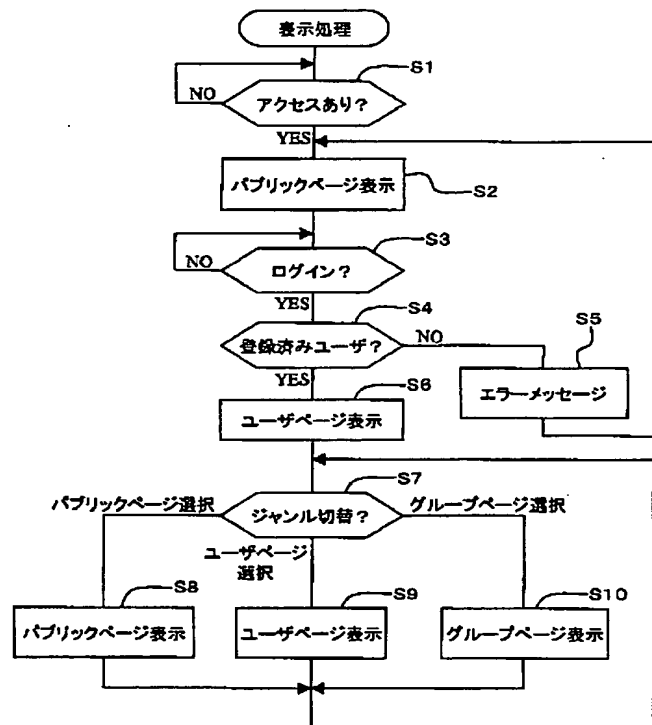 表示処理
S1
アクセスあり?
NO
YES
パブリックページ表示
S2
S3
ログイン?
NO
YES
S4
登録済みユーザ?
NO
S5
エラーメッセージ
YES
S6
ユーザページ表示
S7
ジャンル切替?
パブリックページ選択
グループページ選択
ユーザページ
選択
S8
パブリックページ表示
S9
ユーザページ表示
S10
グループページ表示